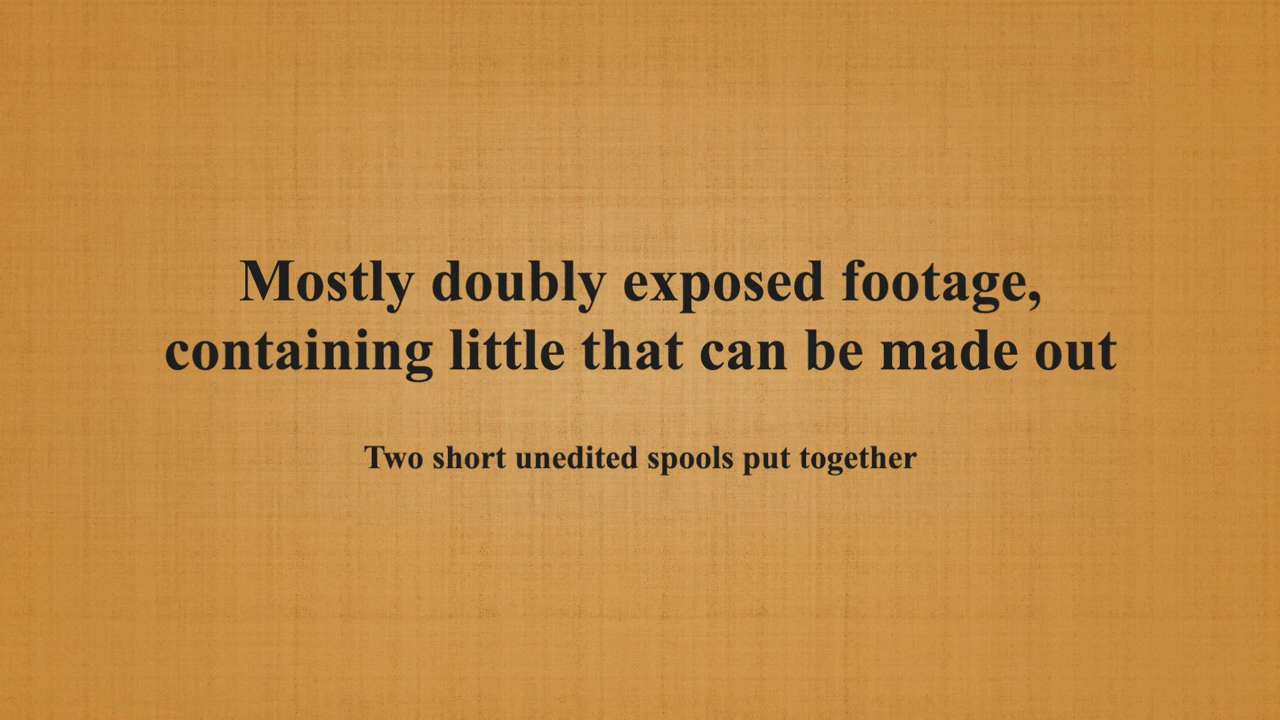 Mostly doubly exposed footage,
containing little that can be made out
Two short unedited spools put together